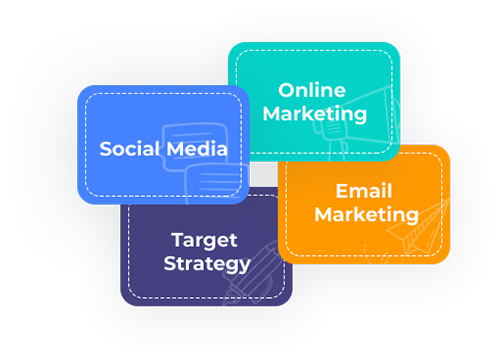 Online
Marketing
Social Media
Email
Marketing
Target
Strategy